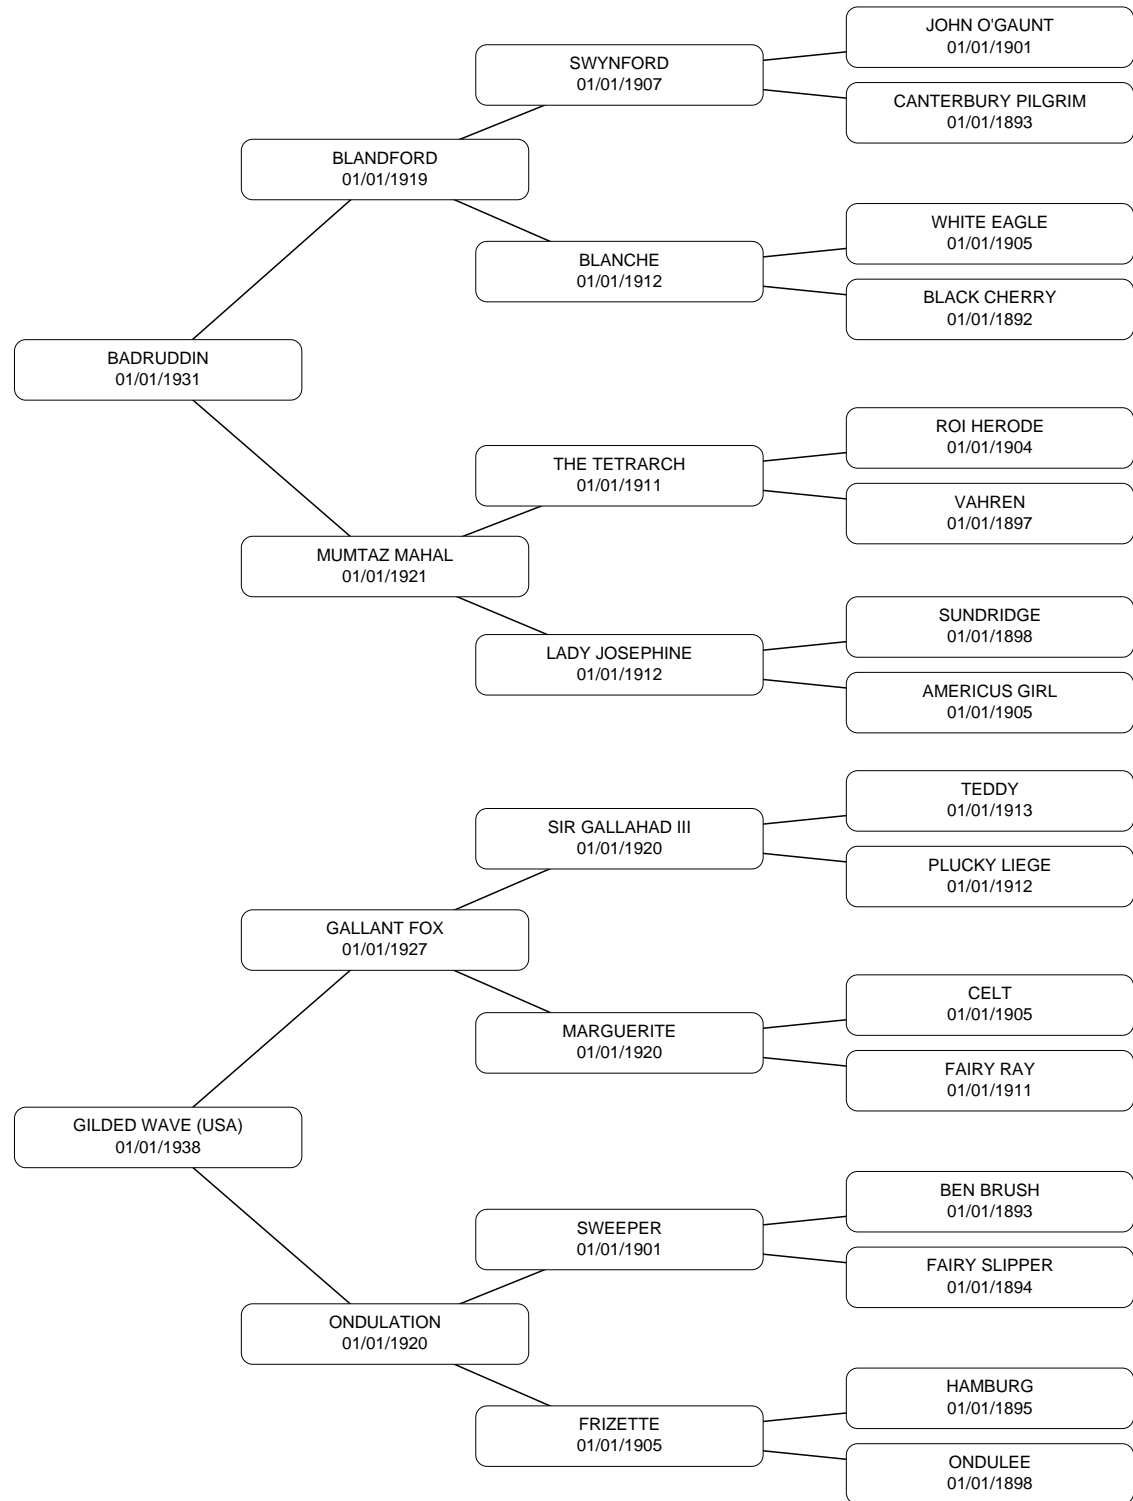 JOHN O'GAUNT
01/01/1901
SWYNFORD
01/01/1907
CANTERBURY PILGRIM
01/01/1893
BLANDFORD
01/01/1919
WHITE EAGLE
01/01/1905
BLANCHE
01/01/1912
BLACK CHERRY
01/01/1892
BADRUDDIN
01/01/1931
ROI HERODE
01/01/1904
THE TETRARCH
01/01/1911
VAHREN
01/01/1897
MUMTAZ MAHAL
01/01/1921
SUNDRIDGE
01/01/1898
LADY JOSEPHINE
01/01/1912
AMERICUS GIRL
01/01/1905
TEDDY
01/01/1913
SIR GALLAHAD III
01/01/1920
PLUCKY LIEGE
01/01/1912
GALLANT FOX
01/01/1927
CELT
01/01/1905
MARGUERITE
01/01/1920
FAIRY RAY
01/01/1911
GILDED WAVE (USA)
01/01/1938
BEN BRUSH
01/01/1893
SWEEPER
01/01/1901
FAIRY SLIPPER
01/01/1894
ONDULATION
01/01/1920
HAMBURG
01/01/1895
FRIZETTE
01/01/1905
ONDULEE
01/01/1898